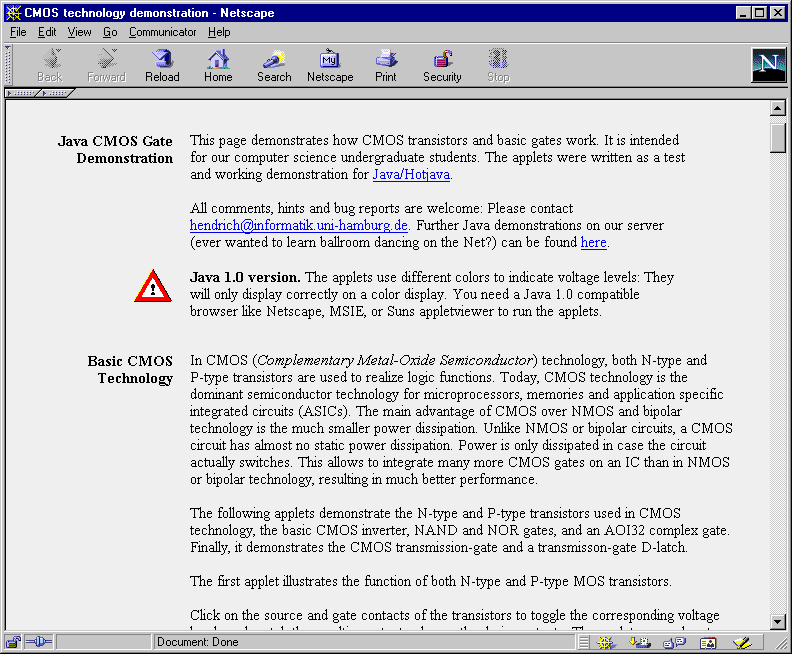 CMOS technology demonstration - Netscape
File Edit View Go Communicator Help
Back Forward Reload Home Search Netscape Print Security Stop
My
N
Java CMOS Gate
Demonstration
This page demonstrates how CMOS transistors and basic gates work. It is intended
for our computer science undergraduate students. The applets were written as a test
and working demonstration for Java/Hotjava.
All comments, hints and bug reports are welcome: Please contact
hendrich@informatik.uni-hamburg.de. Further Java demonstrations on our server
(ever wanted to learn ballroom dancing on the Net?) can be found here.
!
Java 1.0 version. The applets use different colors to indicate voltage levels: They
will only display correctly on a color display. You need a Java 1.0 compatible
browser like Netscape, MSIE, or Suns appletviewer to run the applets.
Basic CMOS
Technology
In CMOS (Complementary Metal-Oxide Semiconductor) technology, both N-type and
P-type transistors are used to realize logic functions. Today, CMOS technology is the
dominant semiconductor technology for microprocessors, memories and application specific
integrated circuits (ASICs). The main advantage of CMOS over NMOS and bipolar
technology is the much smaller power dissipation. Unlike NMOS or bipolar circuits, a CMOS
circuit has almost no static power dissipation. Power is only dissipated in case the circuit
actually switches. This allows to integrate many more CMOS gates on an IC than in NMOS
or bipolar technology, resulting in much better performance.
The following applets demonstrate the N-type and P-type transistors used in CMOS
technology, the basic CMOS inverter, NAND and NOR gates, and an AOI32 complex gate.
Finally, it demonstrates the CMOS transmission-gate and a transmisson-gate D-latch.
The first applet illustrates the function of both N-type and P-type MOS transistors.
Click on the source and gate contacts of the transistors to toggle the corresponding voltage
Document: Done